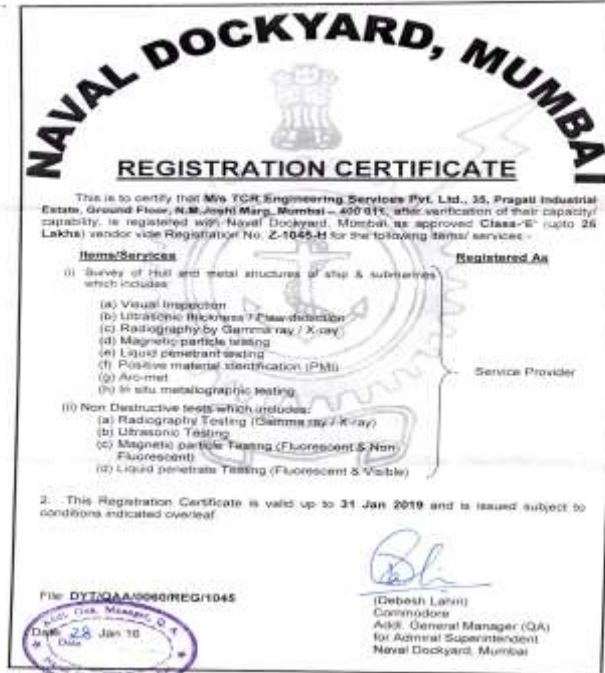 NAVAL DOCKYARD, MUMBAI
REGISTRATION CERTIFICATE
This is to certify that M/s TCR Engineering Services Pvt. Ltd., 35, Pragati Industrial
Estate, Ground Floor, N.M.Joshi Marg, Mumbai – 400 011, after verification of their capacity/
capability, is registered with Naval Dockyard, Mumbai as approved Class-'E' (upto 25
Lakhs) vendor vide Registration No. Z-1045-H for the following items/ services :-
Items/Services
Registered As
(i) Survey of Hull and metal structures of ship & submarines
which includes:
(a) Visual Inspection
(b) Ultrasonic thickness / Flaw detection
(c) Radiography by Gamma ray / X-ray
(d) Magnetic particle testing
(e) Liquid penetrant testing
(f) Positive material identification (PMI)
(g) Arc-met
(h) In situ metallographic testing
Service Provider
(ii) Non Destructive tests which includes:
(a) Radiography Testing (Gamma ray / X-ray)
(b) Ultrasonic Testing
(c) Magnetic particle Testing (Fluorescent & Non-
Fluorescent)
(d) Liquid penetrate Testing (Fluorescent & Visible)
2. This Registration Certificate is valid up to 31 Jan 2019 and is issued subject to
conditions indicated overleaf.
File DYT/QAA/0060/REG/1045
Date 28 Jan 16
(Debesh Lahiri)
Commodore
Addl. General Manager (QA)
for Admiral Superintendent
Naval Dockyard, Mumbai